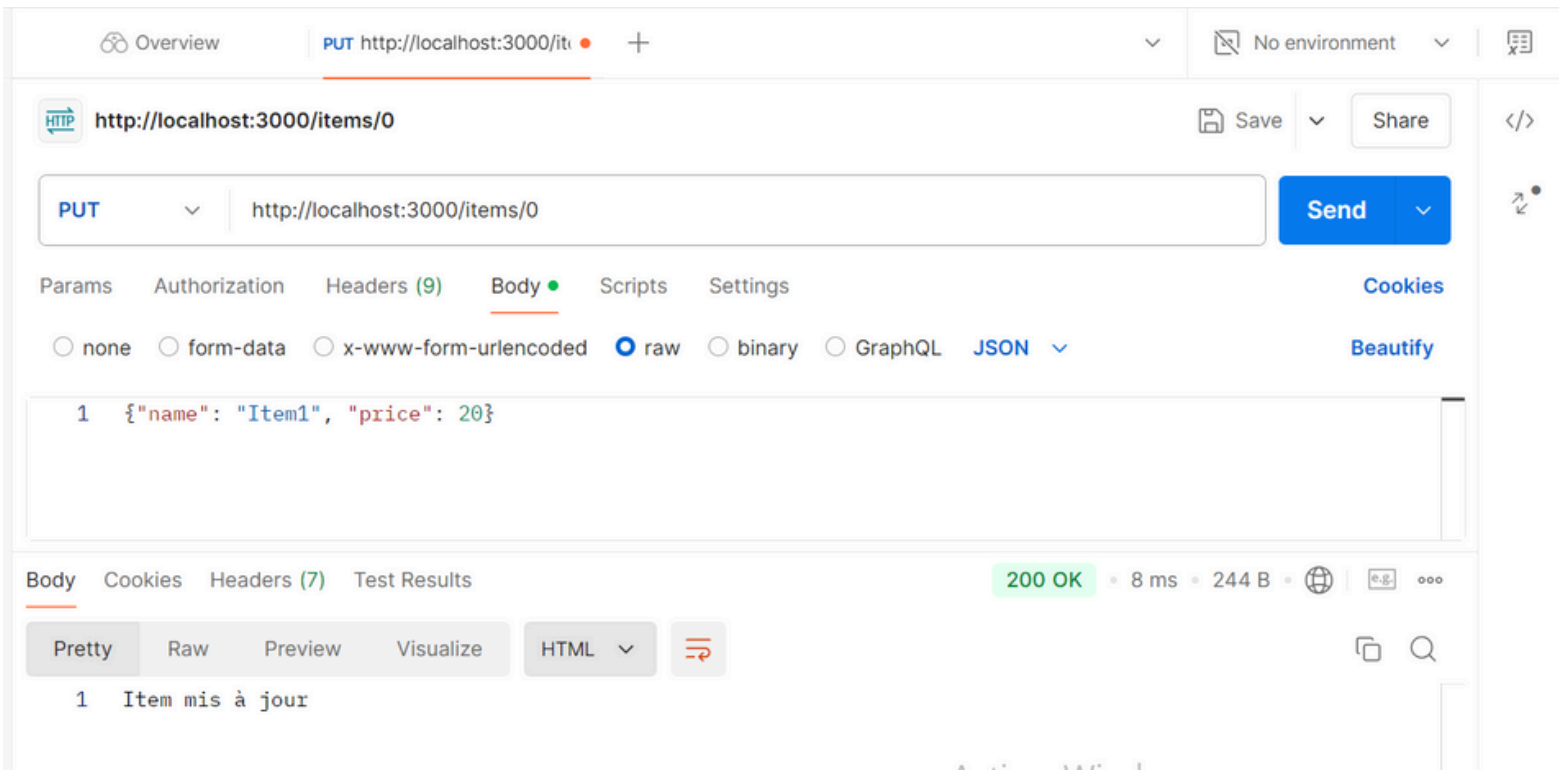 Overview PUT http://localhost:3000/it No environment
HTTP http://localhost:3000/items/0 Save Share </>
PUT http://localhost:3000/items/0 Send
Params Authorization Headers (9) Body Scripts Settings Cookies
none form-data x-www-form-urlencoded raw binary GraphQL JSON Beautify
1 {"name": "Item1", "price": 20}
Body Cookies Headers (7) Test Results 200 OK 8 ms 244 B e.g.
Pretty Raw Preview Visualize HTML
1 Item mis à jour